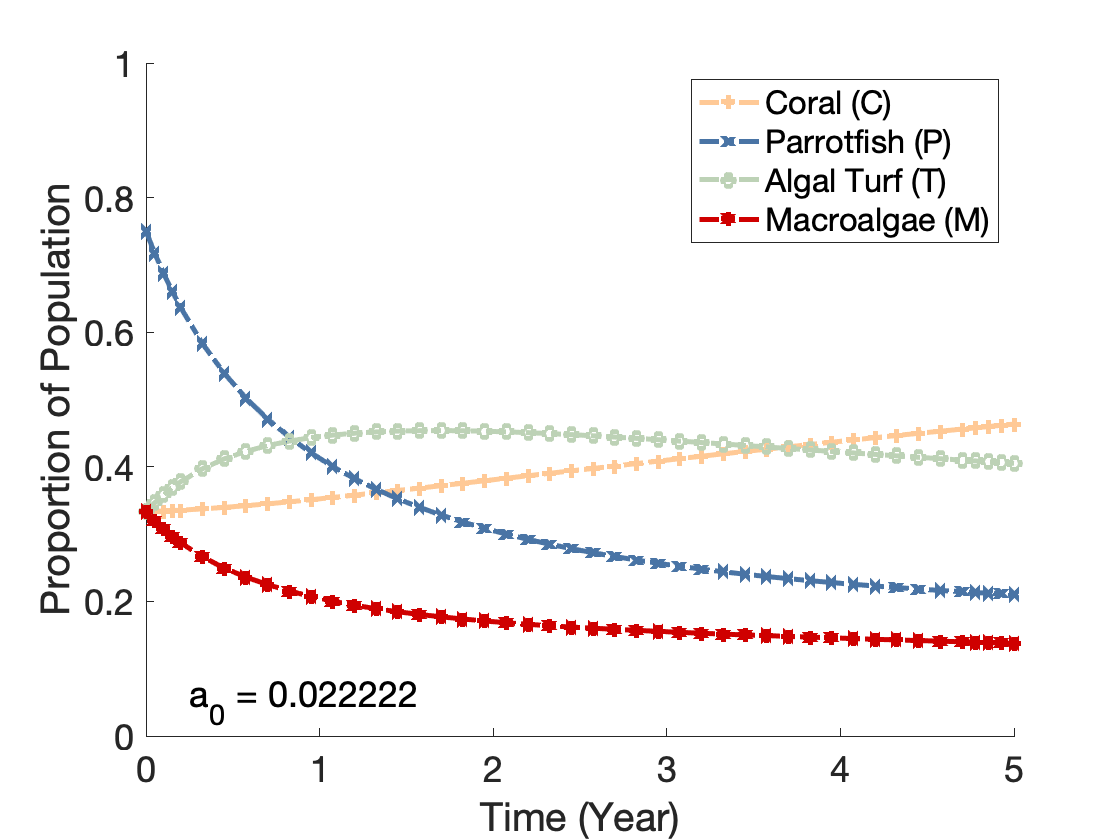 1
0.8
0.6
0.4
0.2
0
Proportion of Population
Coral (C)
Parrotfish (P)
Algal Turf (T)
Macroalgae (M)
a0 = 0.022222
0 1 2 3 4 5
Time (Year)